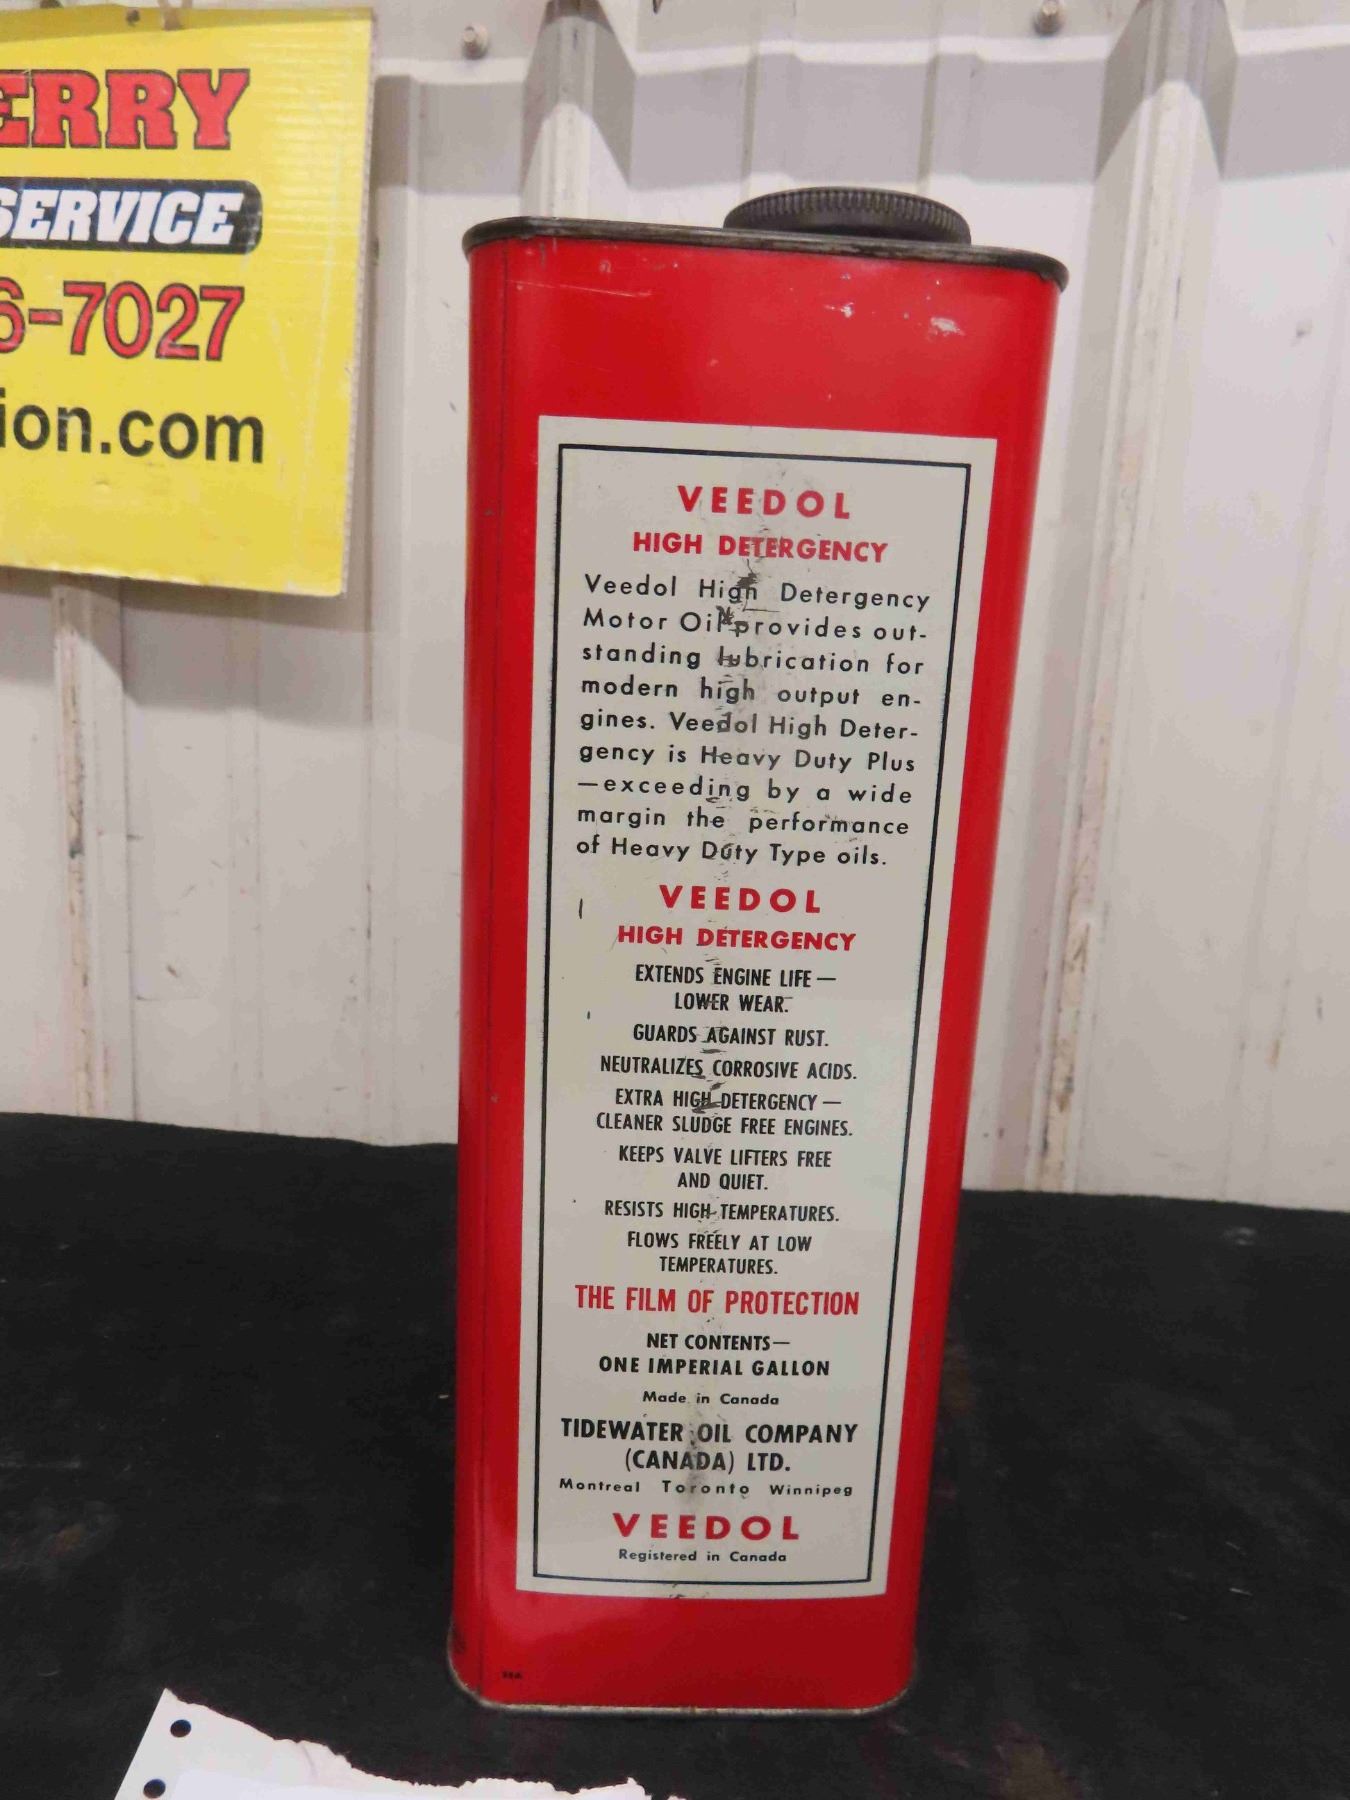 ERRY
SERVICE
6-7027
ion.com
VEEDOL
HIGH DETERGENCY
Veedol High Detergency
Motor Oil provides out-
standing lubrication for
modern high output en-
gines. Veedol High Deter-
gency is Heavy Duty Plus
—exceeding by a wide
margin the performance
of Heavy Duty Type oils.
VEEDOL
HIGH DETERGENCY
EXTENDS ENGINE LIFE —
LOWER WEAR.
GUARDS AGAINST RUST.
NEUTRALIZES CORROSIVE ACIDS.
EXTRA HIGH DETERGENCY —
CLEANER SLUDGE FREE ENGINES.
KEEPS VALVE LIFTERS FREE
AND QUIET.
RESISTS HIGH TEMPERATURES.
FLOWS FREELY AT LOW
TEMPERATURES.
THE FILM OF PROTECTION
NET CONTENTS—
ONE IMPERIAL GALLON
Made in Canada
TIDEWATER OIL COMPANY
(CANADA) LTD.
Montreal Toronto Winnipeg
VEEDOL
Registered in Canada